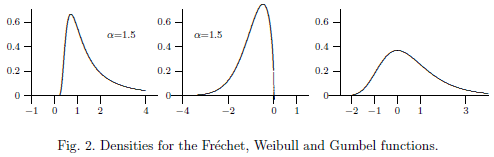 0.6
0.4
0.2
0
α=1.5
−1 0 1 2 4
0.6
0.4
0.2
0
α=1.5
−4 −2 0 1
0.6
0.4
0.2
0
−2 −1 0 1 3
Fig. 2. Densities for the Fréchet, Weibull and Gumbel functions.